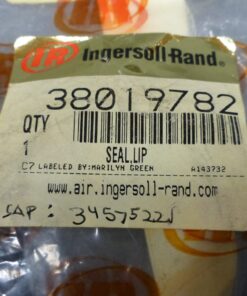 IR Ingersoll-Rand®
38019782
QTY
1 SEAL,LIP
C7 LABELED BY:MARILYN GREEN A143732
www.air.ingersoll-rand.com
SAP: 34575221